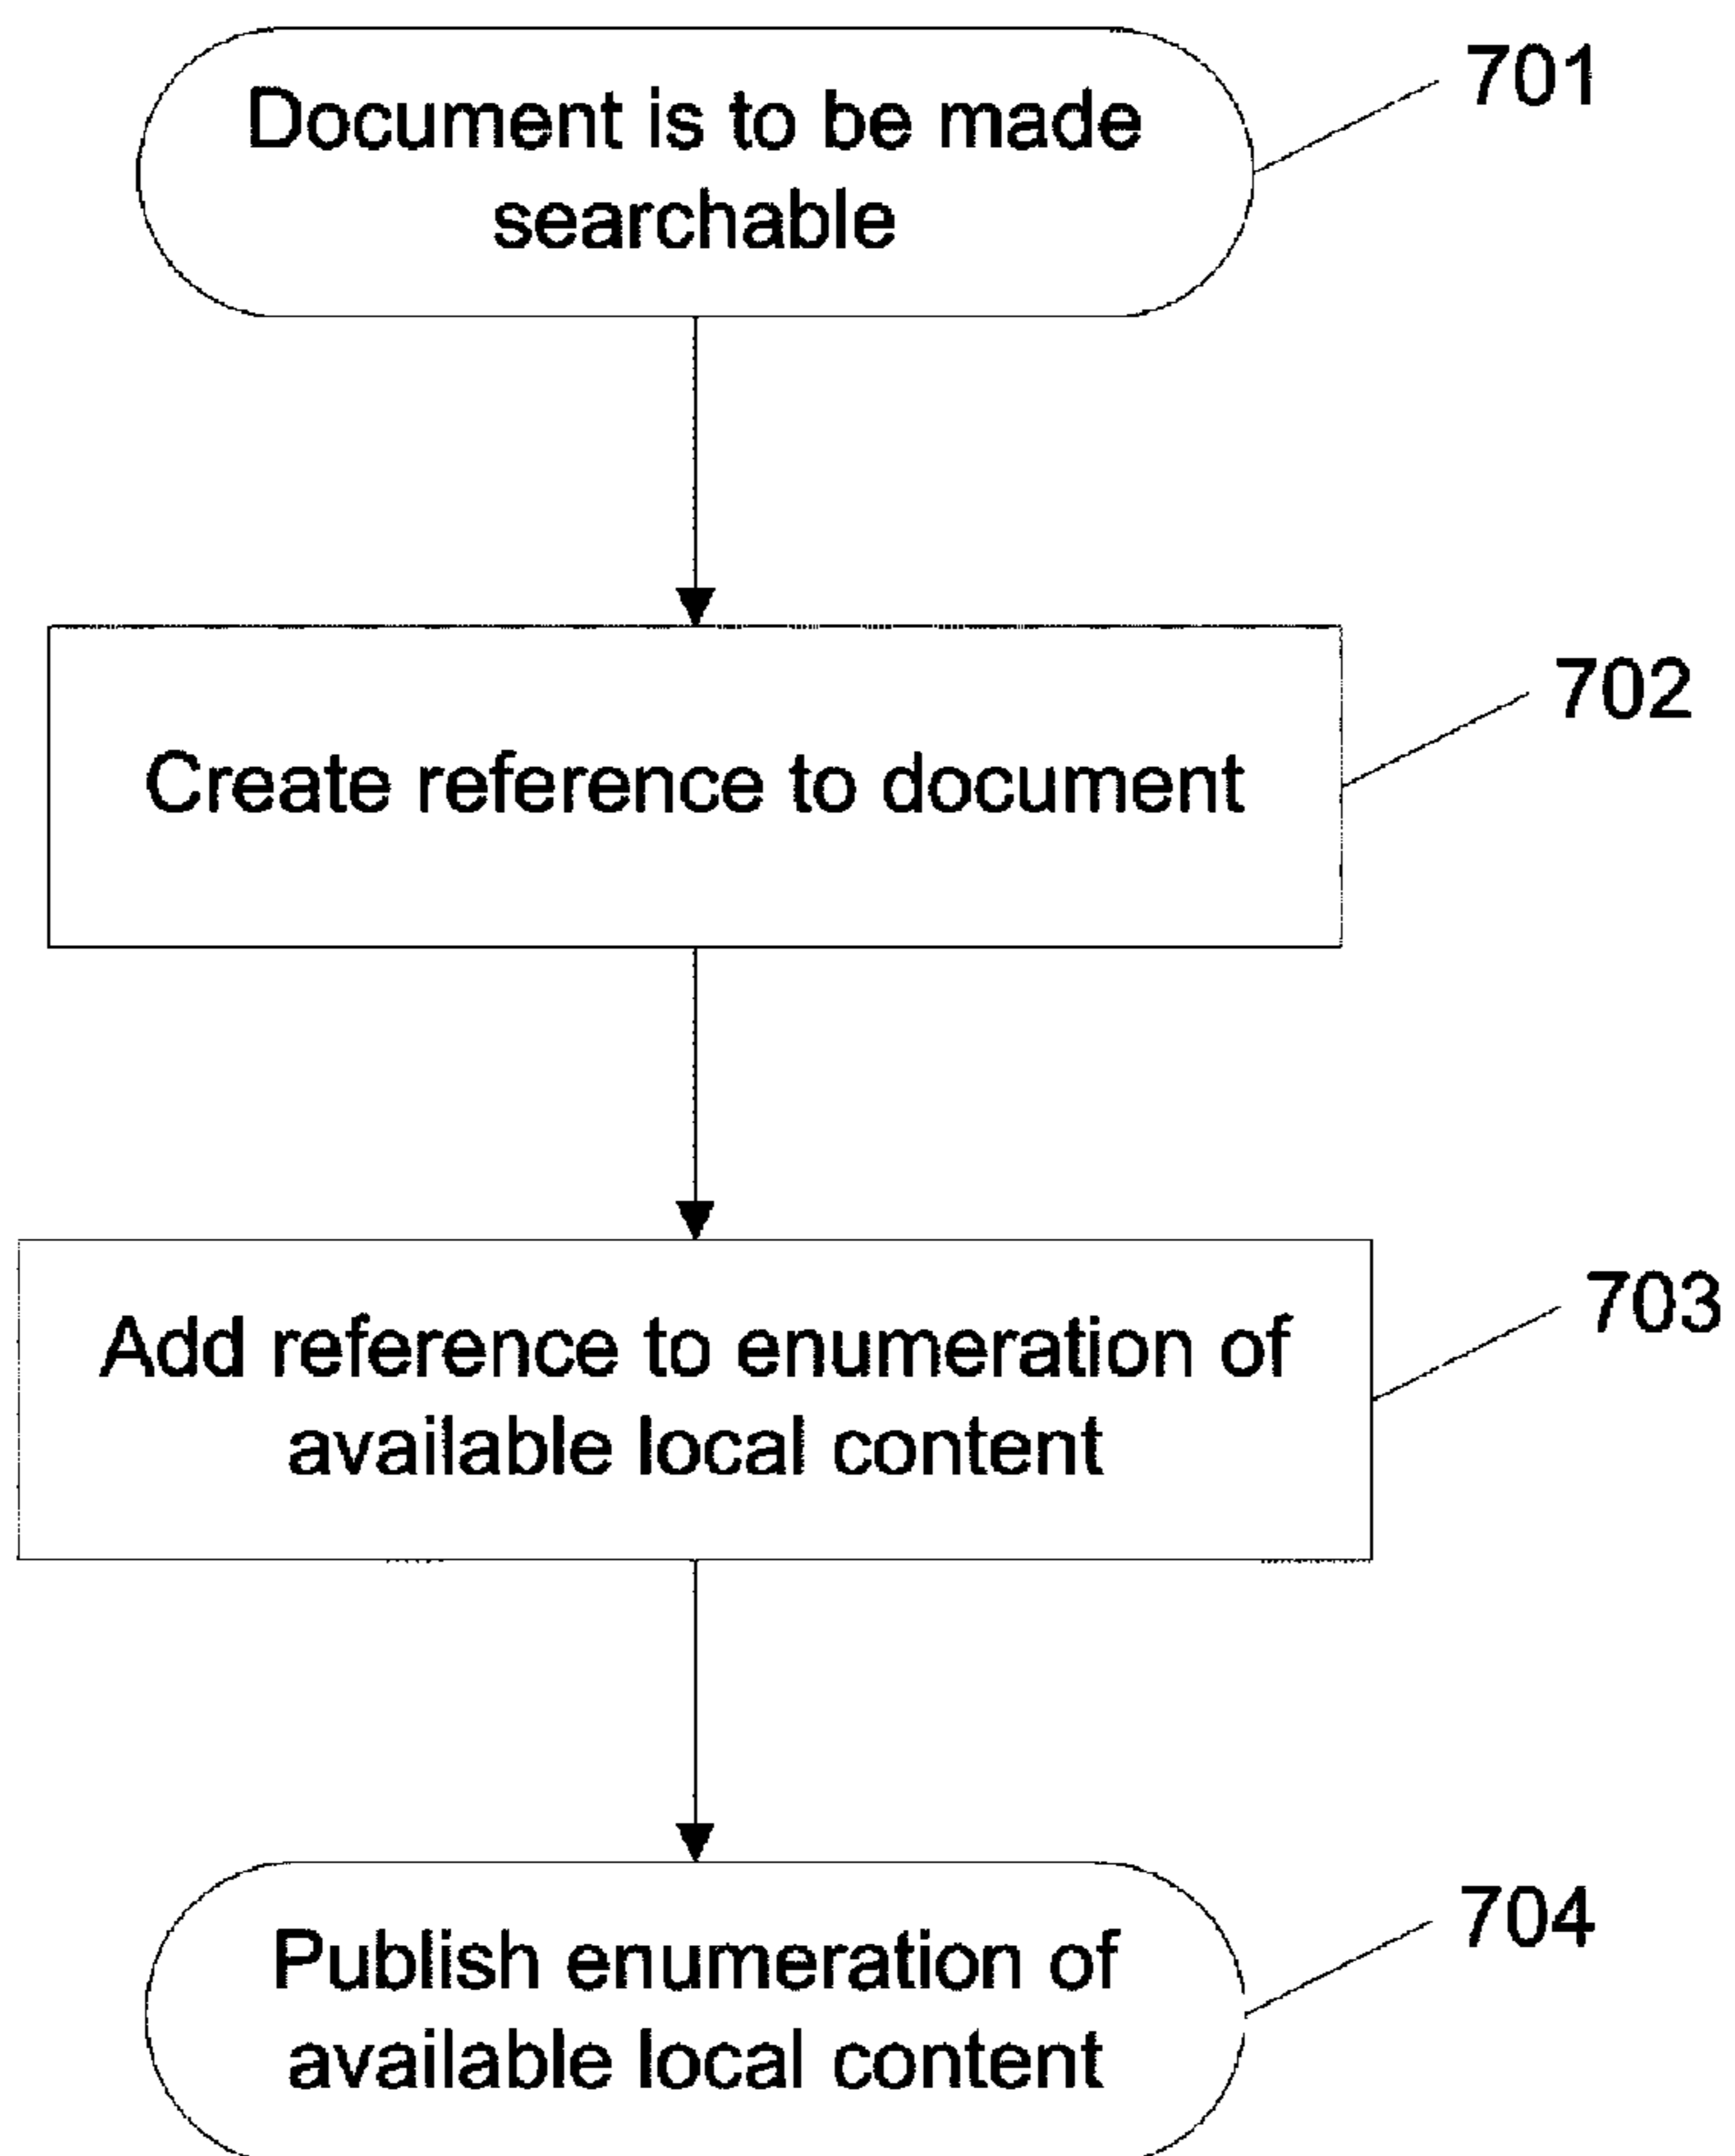 Document is to be made
searchable
701
Create reference to document
702
Add reference to enumeration of
available local content
703
Publish enumeration of
available local content
704